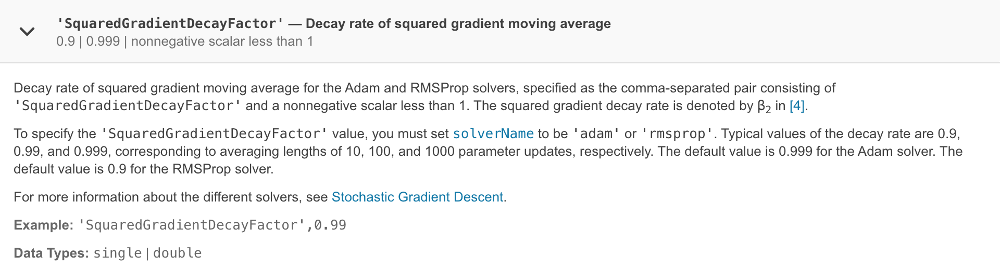 'SquaredGradientDecayFactor' — Decay rate of squared gradient moving average
0.9 | 0.999 | nonnegative scalar less than 1
Decay rate of squared gradient moving average for the Adam and RMSProp solvers, specified as the comma-separated pair consisting of
'SquaredGradientDecayFactor' and a nonnegative scalar less than 1. The squared gradient decay rate is denoted by β₂ in [4].
To specify the 'SquaredGradientDecayFactor' value, you must set solverName to be 'adam' or 'rmsprop'. Typical values of the decay rate are 0.9,
0.99, and 0.999, corresponding to averaging lengths of 10, 100, and 1000 parameter updates, respectively. The default value is 0.999 for the Adam solver. The
default value is 0.9 for the RMSProp solver.
For more information about the different solvers, see Stochastic Gradient Descent.
Example: 'SquaredGradientDecayFactor',0.99
Data Types: single | double